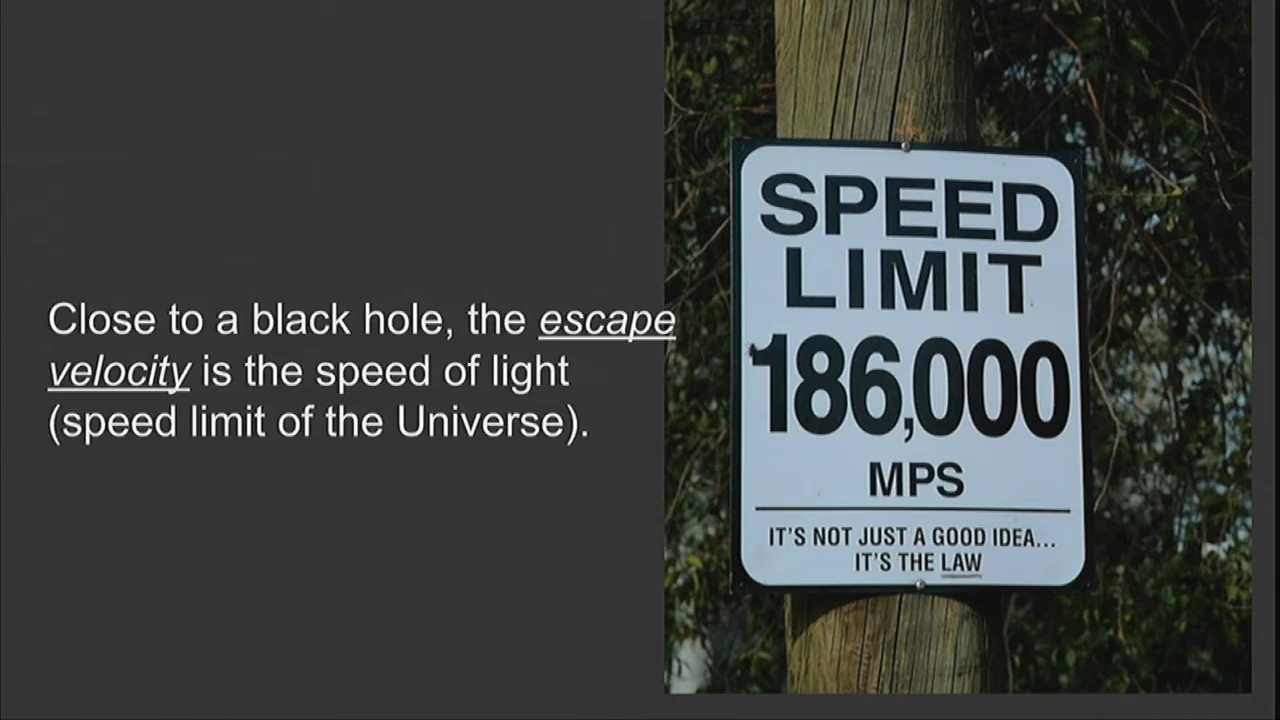 Close to a black hole, the escape
velocity is the speed of light
(speed limit of the Universe).
SPEED
LIMIT
186,000
MPS
IT'S NOT JUST A GOOD IDEA...
IT'S THE LAW